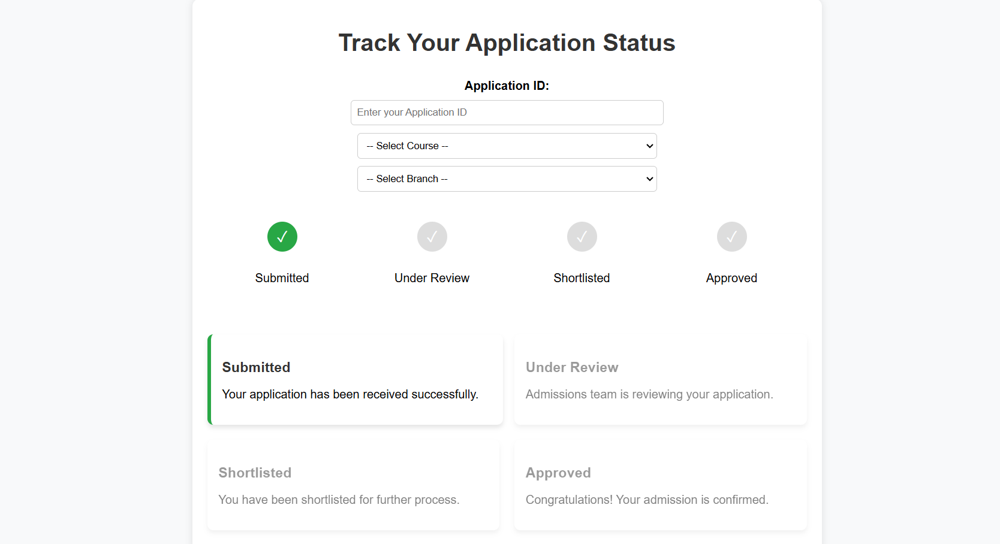 Track Your Application Status
Application ID:
Enter your Application ID
-- Select Course --
-- Select Branch --
✓ ✓ ✓ ✓
Submitted Under Review Shortlisted Approved
Submitted
Your application has been received successfully.
Under Review
Admissions team is reviewing your application.
Shortlisted
You have been shortlisted for further process.
Approved
Congratulations! Your admission is confirmed.